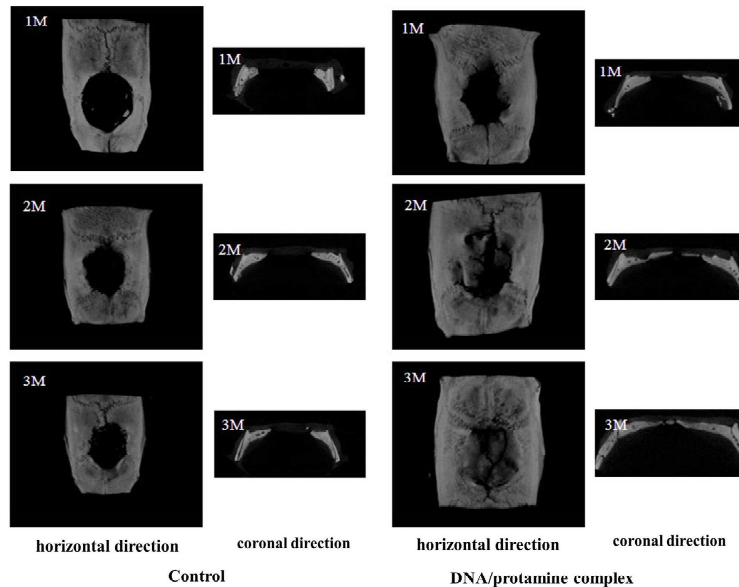 1M
1M
1M
1M
2M
2M
2M
2M
3M
3M
3M
3M
horizontal direction
coronal direction
horizontal direction
coronal direction
Control
DNA/protamine complex